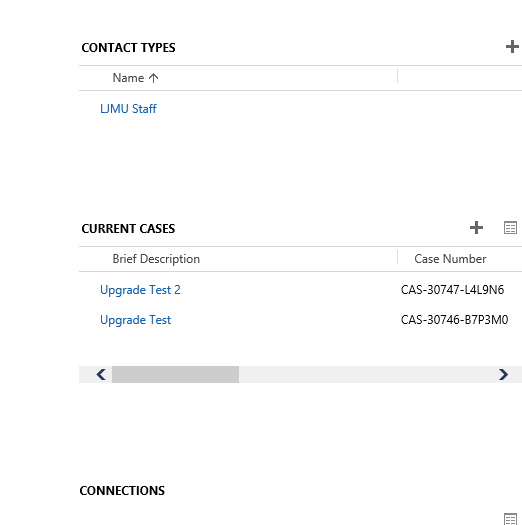 CONTACT TYPES
Name
LJMU Staff
CURRENT CASES
Brief Description Case Number
Upgrade Test 2 CAS-30747-L4L9N6
Upgrade Test CAS-30746-B7P3M0
CONNECTIONS